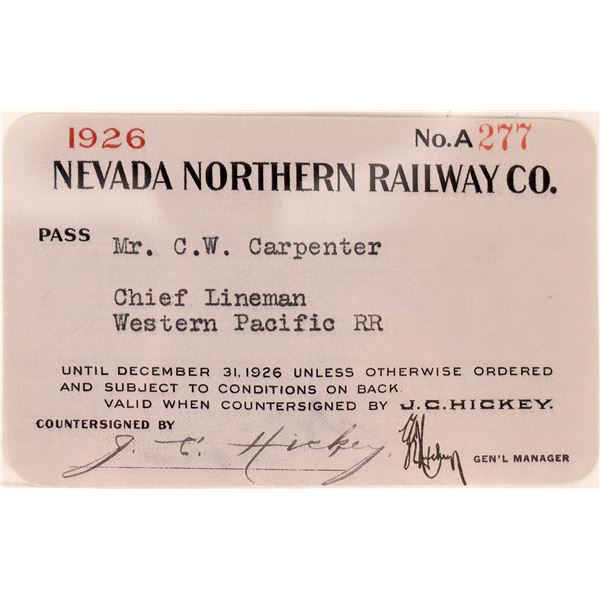 1926 No. A 277
NEVADA NORTHERN RAILWAY CO.
PASS Mr. C.W. Carpenter
Chief Lineman
Western Pacific RR
UNTIL DECEMBER 31, 1926 UNLESS OTHERWISE ORDERED
AND SUBJECT TO CONDITIONS ON BACK.
VALID WHEN COUNTERSIGNED BY J.C. HICKEY.
COUNTERSIGNED BY
J. C. Hickey.
GEN'L MANAGER